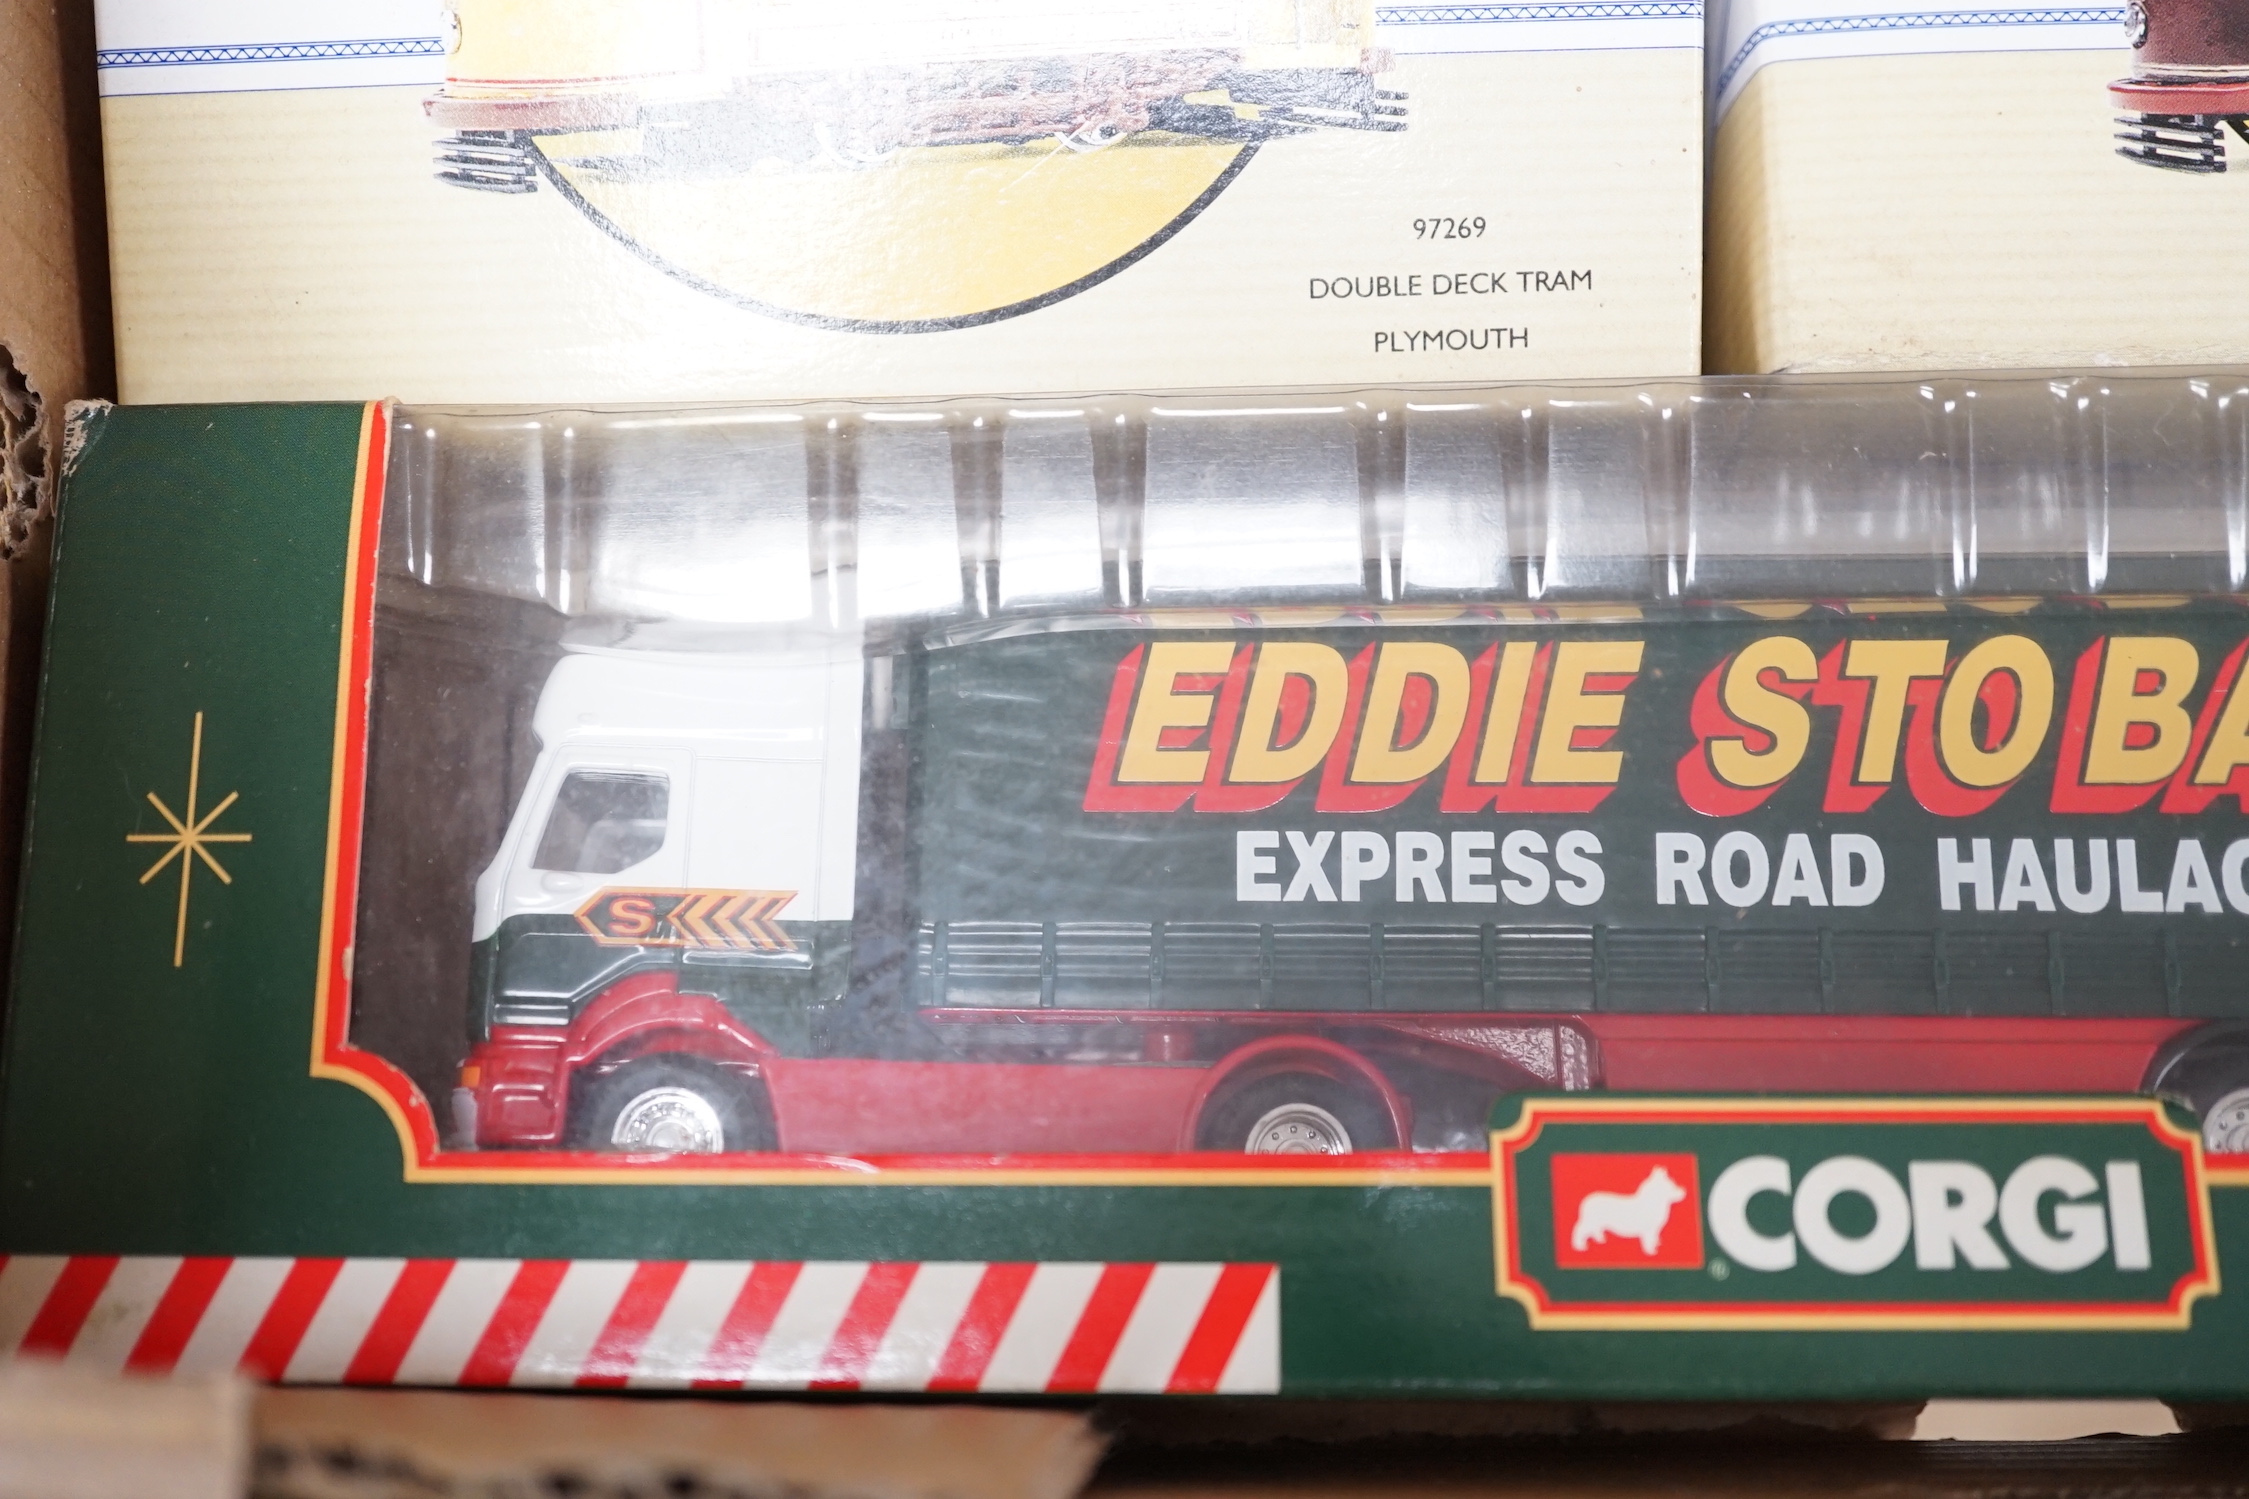 97269
DOUBLE DECK TRAM
PLYMOUTH
EDDIE STOBA
EXPRESS ROAD HAULAG
S
CORGI